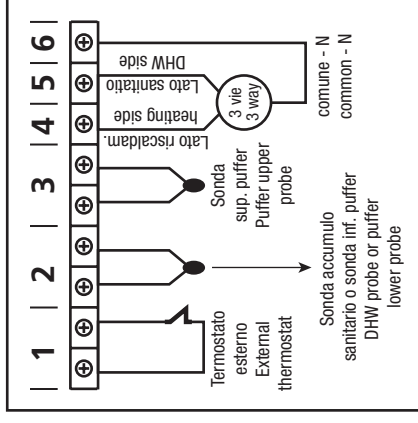 1 2 3 4 5 6
Termostato
esterno
External
thermostat
Sonda accumulo
sanitario o sonda inf. puffer
DHW probe or puffer
lower probe
Sonda
sup. puffer
Puffer upper
probe
Lato riscaldam.
heating side
Lato sanitatio
DHW side
3 vie
3 way
comune - N
common - N